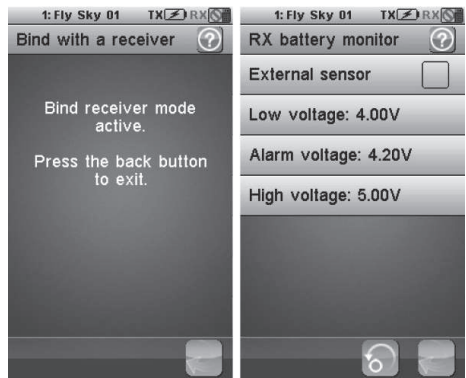 1: Fly Sky 01 TX RX
Bind with a receiver ?
Bind receiver mode
active.
Press the back button
to exit.
1: Fly Sky 01 TX RX
RX battery monitor ?
External sensor
Low voltage: 4.00V
Alarm voltage: 4.20V
High voltage: 5.00V